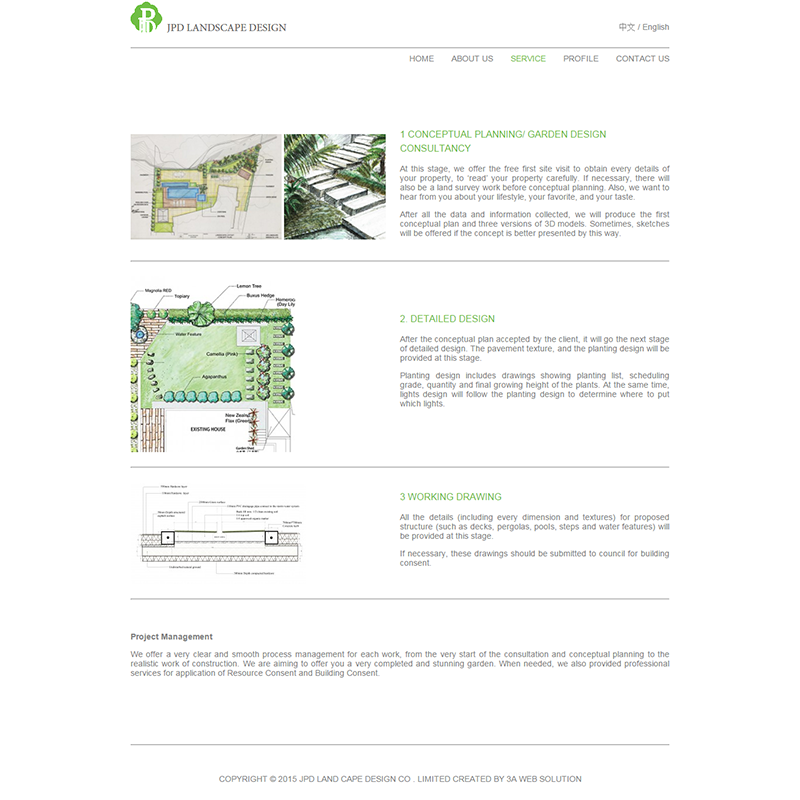 JPD LANDSCAPE DESIGN
中文 / English
HOME ABOUT US SERVICE PROFILE CONTACT US
1 CONCEPTUAL PLANNING/ GARDEN DESIGN
CONSULTANCY
At this stage, we offer the free first site visit to obtain every details of
your property, to 'read' your property carefully. If necessary, there will
also be a land survey work before conceptual planning. Also, we want to
hear from you about your lifestyle, your favorite, and your taste.
After all the data and information collected, we will produce the first
conceptual plan and three versions of 3D models. Sometimes, sketches
will be offered if the concept is better presented by this way.
Magnolia RED
Topiary
Lemon Tree
Buxus Hedge
Hemeroc
(Day Lily
Water Feature
Camellia (Pink)
Agapanthus
New Zealan
Flax (Green)
EXISTING HOUSE
Garden Shed
2. DETAILED DESIGN
After the conceptual plan accepted by the client, it will go the next stage
of detailed design. The pavement texture, and the planting design will be
provided at this stage.
Planting design includes drawings showing planting list, scheduling
grade, quantity and final growing height of the plants. At the same time,
lights design will follow the planting design to determine where to put
which lights.
3 WORKING DRAWING
All the details (including every dimension and textures) for proposed
structure (such as decks, pergolas, pools, steps and water features) will
be provided at this stage.
If necessary, these drawings should be submitted to council for building
consent.
Project Management
We offer a very clear and smooth process management for each work, from the very start of the consultation and conceptual planning to the
realistic work of construction. We are aiming to offer you a very completed and stunning garden. When needed, we also provided professional
services for application of Resource Consent and Building Consent.
COPYRIGHT © 2015 JPD LAND CAPE DESIGN CO . LIMITED CREATED BY 3A WEB SOLUTION